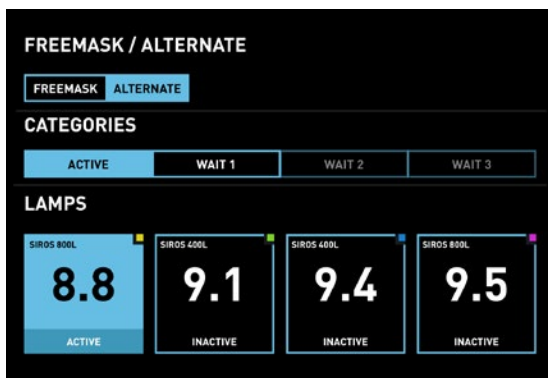 FREEMASK / ALTERNATE
FREEMASK ALTERNATE
CATEGORIES
ACTIVE WAIT 1 WAIT 2 WAIT 3
LAMPS
SIROS 800L SIROS 400L SIROS 400L SIROS 800L
8.8 9.1 9.4 9.5
ACTIVE INACTIVE INACTIVE INACTIVE